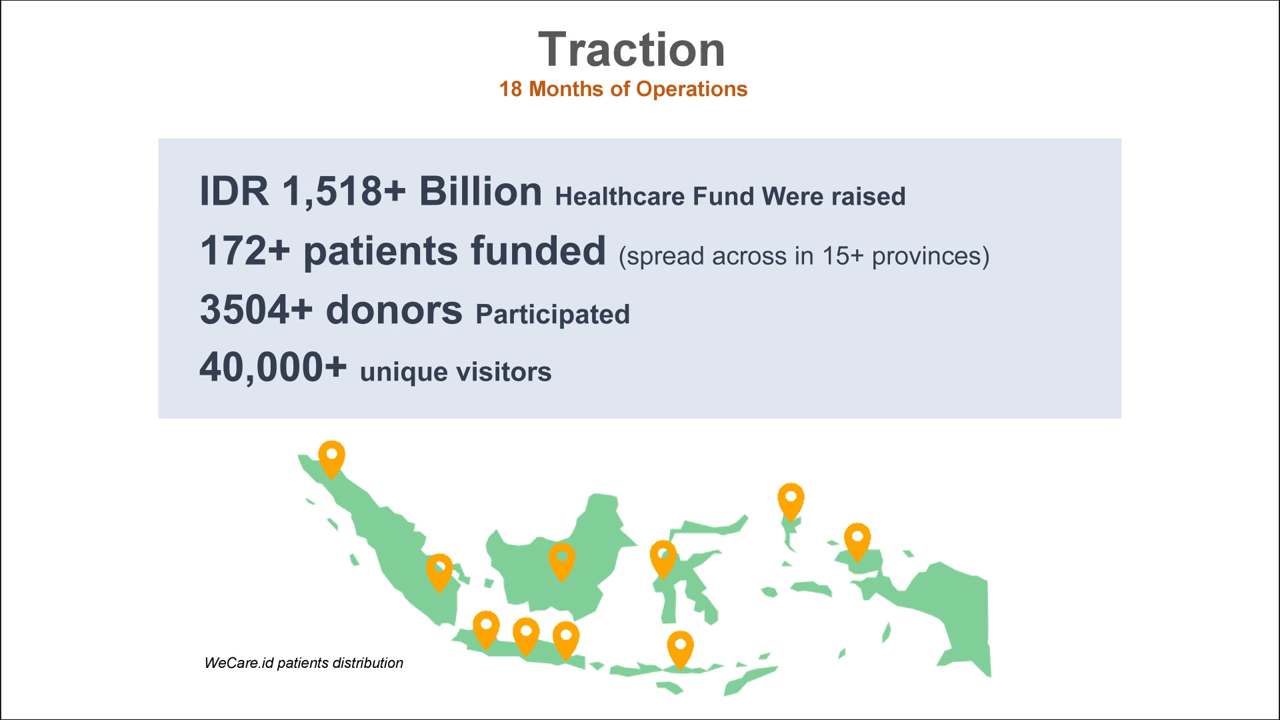 Traction
18 Months of Operations
IDR 1,518+ Billion Healthcare Fund Were raised
172+ patients funded (spread across in 15+ provinces)
3504+ donors Participated
40,000+ unique visitors
WeCare.id patients distribution